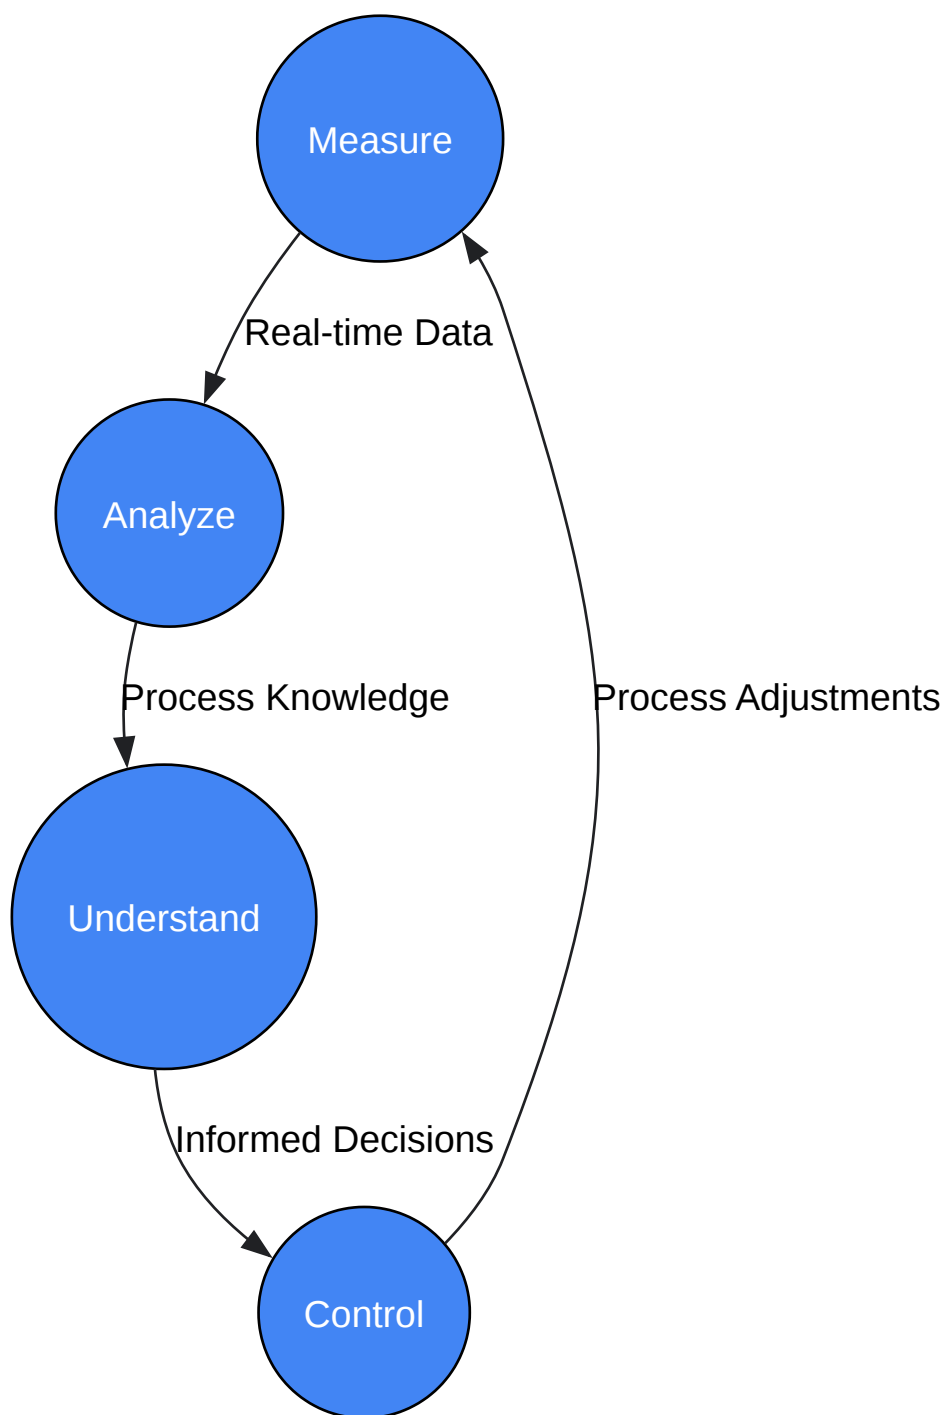 Measure
Real-time Data
Analyze
Process Knowledge
Process Adjustments
Understand
Informed Decisions
Control